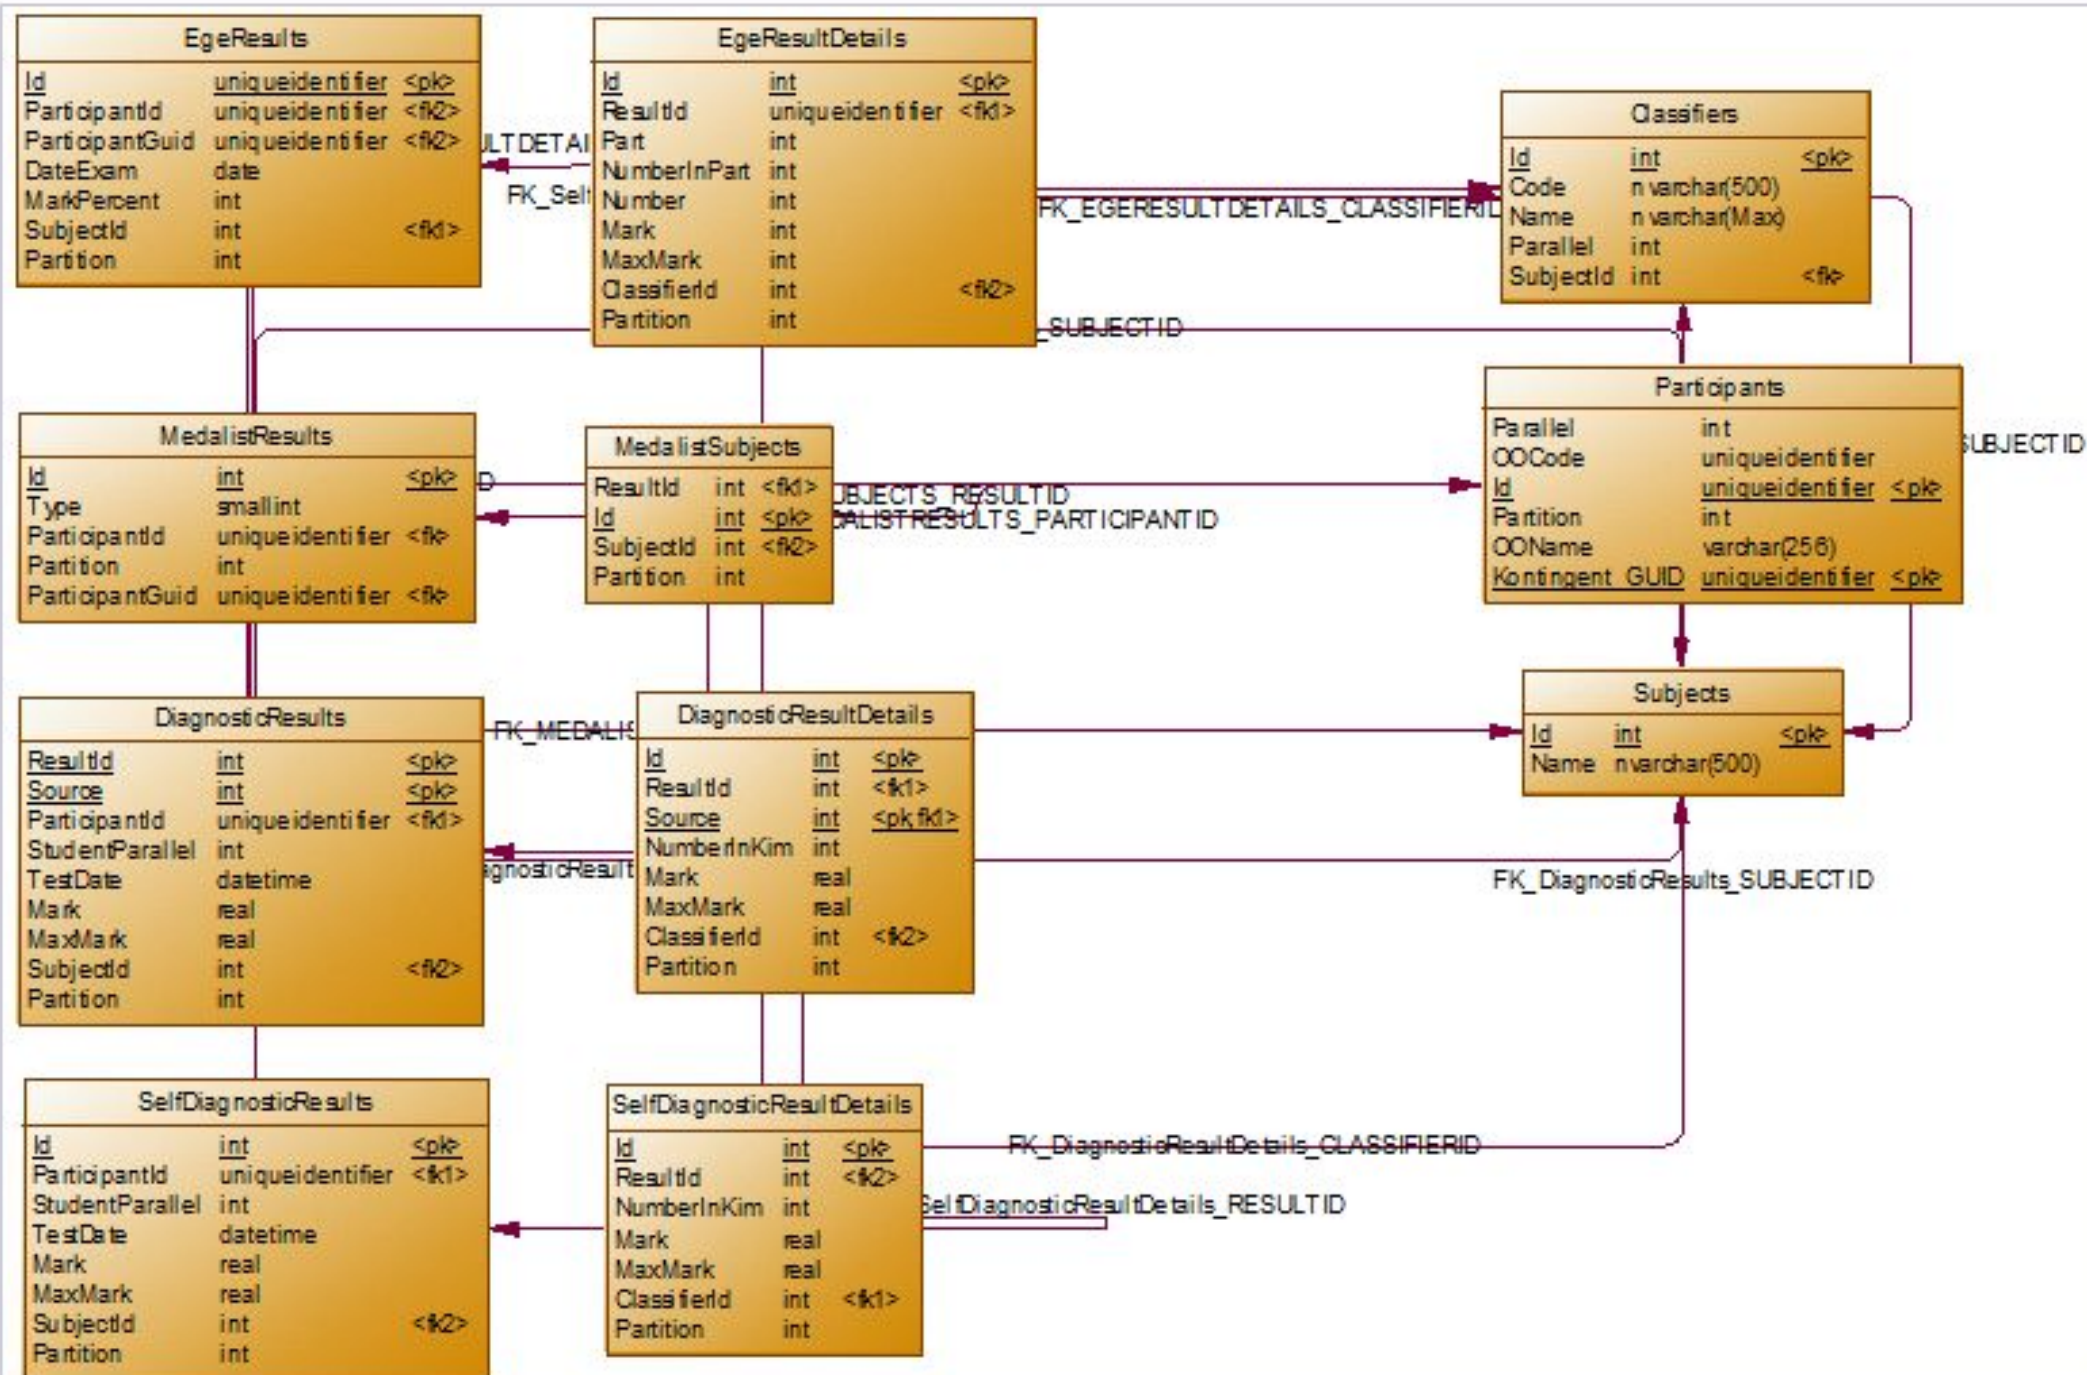 EgeResults
Id uniqueidentifier <pk>
ParticipantId uniqueidentifier <fk2>
ParticipantGuid uniqueidentifier <fk2>
DateExam date
MarkPercent int
SubjectId int <fk1>
Partition int
EgeResultDetails
Id int <pk>
ResultId uniqueidentifier <fk1>
Part int
NumberInPart int
Number int
Mark int
MaxMark int
ClassifierId int <fk2>
Partition int
Classifiers
Id int <pk>
Code nvarchar(500)
Name nvarchar(Max)
Parallel int
SubjectId int <fk>
ULTDETAI
FK_Self
FK_EGERESULTDETAILS_CLASSIFIERID
_SUBJECTID
MedalistResults
Id int <pk>
Type smallint
ParticipantId uniqueidentifier <fk>
Partition int
ParticipantGuid uniqueidentifier <fk>
D
MedalistSubjects
ResultId int <fk1>
Id int <pk>
SubjectId int <fk2>
Partition int
UBJECTS_RESULTID
DALISTRESULTS_PARTICIPANTID
Participants
Parallel int
OOCode uniqueidentifier
Id uniqueidentifier <pk>
Partition int
OOName varchar(256)
Kontingent_GUID uniqueidentifier <pk>
SUBJECTID
DiagnosticResults
ResultId int <pk>
Source int <pk>
ParticipantId uniqueidentifier <fk1>
StudentParallel int
TestDate datetime
Mark real
MaxMark real
SubjectId int <fk2>
Partition int
FK_MEDALIS
agnosticResult
DiagnosticResultDetails
Id int <pk>
ResultId int <fk1>
Source int <pk,fk1>
NumberInKim int
Mark real
MaxMark real
ClassifierId int <fk2>
Partition int
Subjects
Id int <pk>
Name nvarchar(500)
FK_DiagnosticResults_SUBJECTID
SelfDiagnosticResults
Id int <pk>
ParticipantId uniqueidentifier <fk1>
StudentParallel int
TestDate datetime
Mark real
MaxMark real
SubjectId int <fk2>
Partition int
SelfDiagnosticResultDetails
Id int <pk>
ResultId int <fk2>
NumberInKim int
Mark real
MaxMark real
ClassifierId int <fk1>
Partition int
FK_DiagnosticResultDetails_CLASSIFIERID
SelfDiagnosticResultDetails_RESULTID